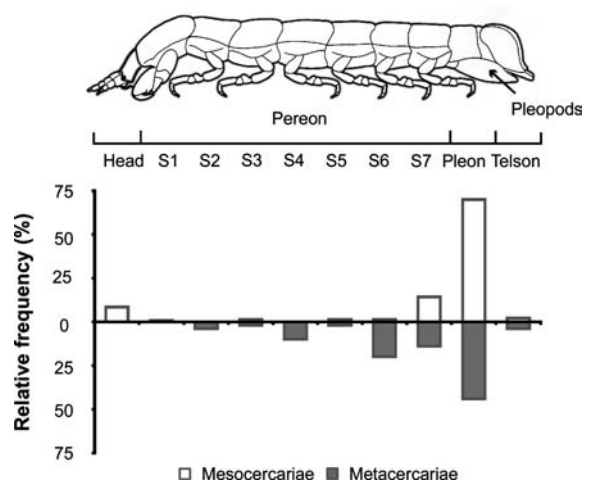 Pleopods
Pereon
Head S1 S2 S3 S4 S5 S6 S7 Pleon Telson
Relative frequency (%)
75
50
25
0
25
50
75
Mesocercariae Metacercariae